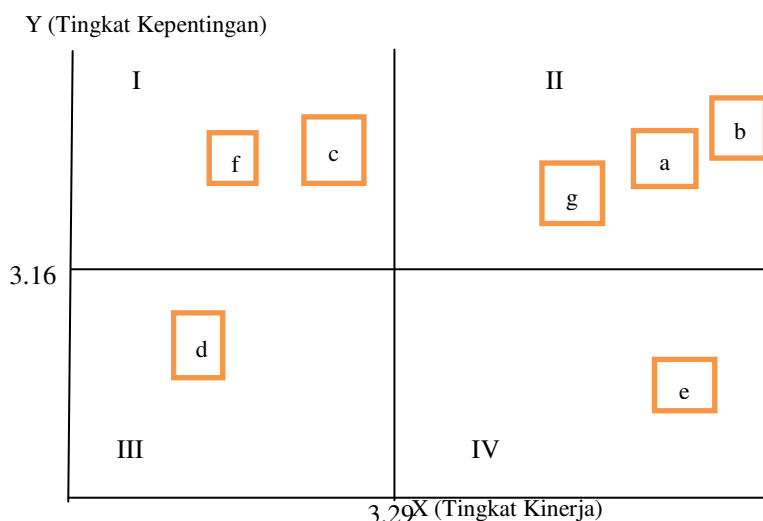 Y (Tingkat Kepentingan)
I
II
b
f
c
a
g
3.16
d
e
III
IV
3.29
X (Tingkat Kinerja)